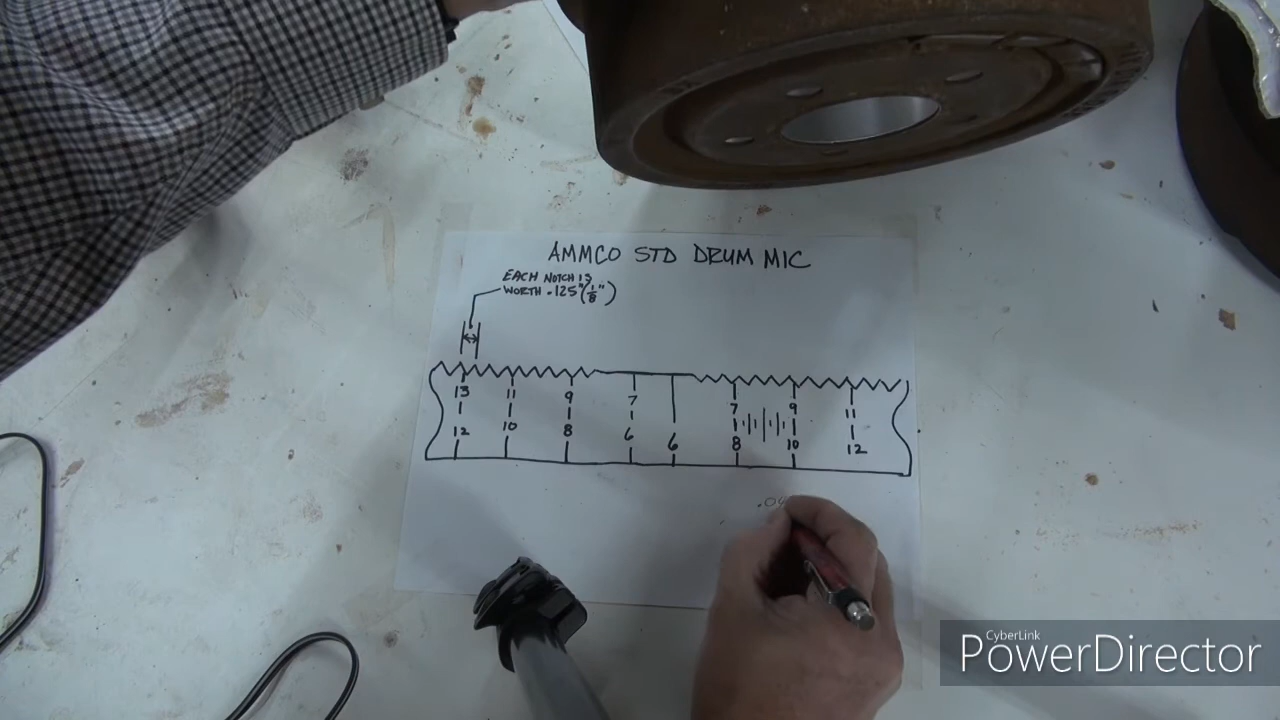 AMMCO STD DRUM MIC
EACH NOTCH IS
WORTH .125" (1/8")
13 11 9 7 7 9 11
12 10 8 6 6 8 10 12
CyberLink
PowerDirector